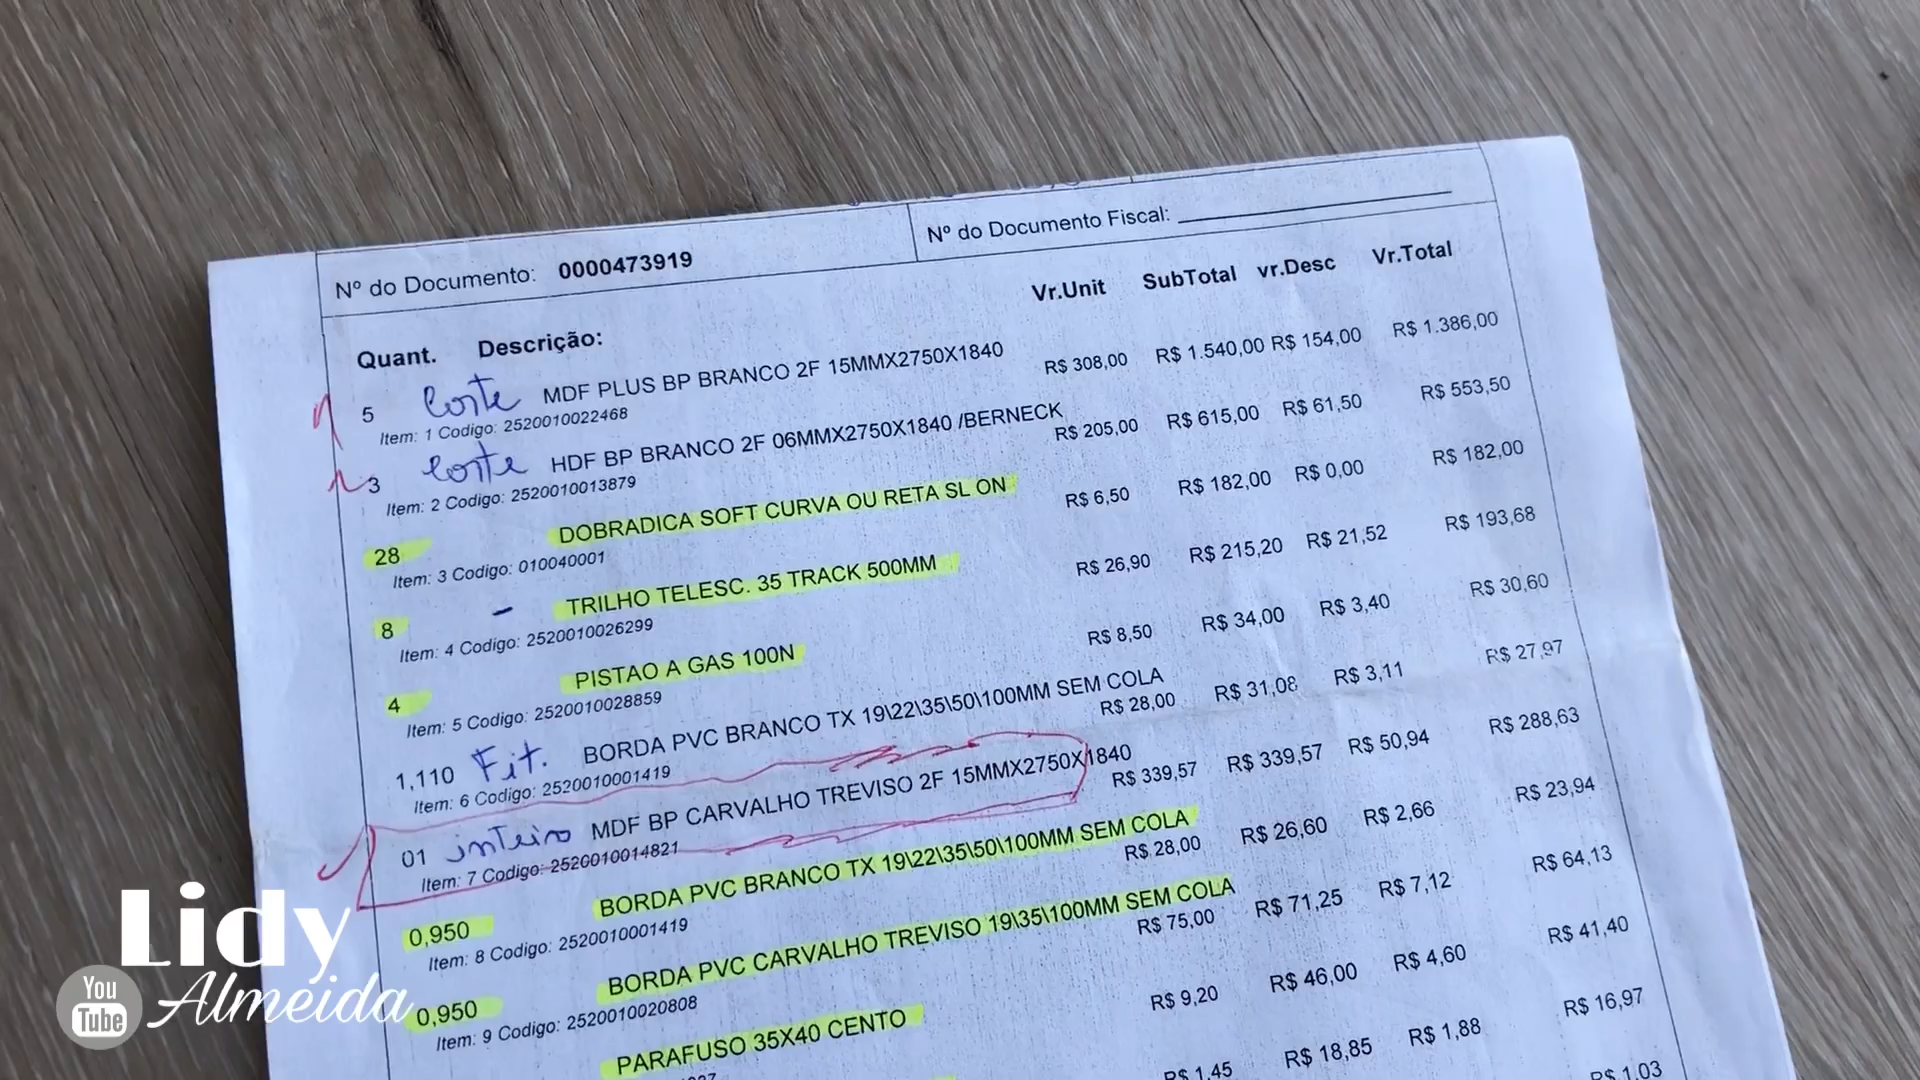 Nº do Documento: 0000473919
Nº do Documento Fiscal:
Quant. Descrição: Vr.Unit SubTotal vr.Desc Vr.Total
5 Corte MDF PLUS BP BRANCO 2F 15MMX2750X1840 R$ 308,00 R$ 1.540,00 R$ 154,00 R$ 1.386,00
Item: 1 Codigo: 2520010022468
3 Corte HDF BP BRANCO 2F 06MMX2750X1840 /BERNECK R$ 205,00 R$ 615,00 R$ 61,50 R$ 553,50
Item: 2 Codigo: 2520010013879
28 DOBRADICA SOFT CURVA OU RETA SL ON R$ 6,50 R$ 182,00 R$ 0,00 R$ 182,00
Item: 3 Codigo: 010040001
8 - TRILHO TELESC. 35 TRACK 500MM R$ 26,90 R$ 215,20 R$ 21,52 R$ 193,68
Item: 4 Codigo: 2520010026299
4 PISTAO A GAS 100N R$ 8,50 R$ 34,00 R$ 3,40 R$ 30,60
Item: 5 Codigo: 2520010028859
1,110 Fit. BORDA PVC BRANCO TX 19\22\35\50\100MM SEM COLA R$ 28,00 R$ 31,08 R$ 3,11 R$ 27,97
Item: 6 Codigo: 2520010001419
01 inteiro MDF BP CARVALHO TREVISO 2F 15MMX2750X1840 R$ 339,57 R$ 339,57 R$ 50,94 R$ 288,63
Item: 7 Codigo: 2520010014821
0,950 BORDA PVC BRANCO TX 19\22\35\50\100MM SEM COLA R$ 28,00 R$ 26,60 R$ 2,66 R$ 23,94
Item: 8 Codigo: 2520010001419
0,950 BORDA PVC CARVALHO TREVISO 19\35\100MM SEM COLA R$ 75,00 R$ 71,25 R$ 7,12 R$ 64,13
Item: 9 Codigo: 2520010020808
PARAFUSO 35X40 CENTO R$ 9,20 R$ 46,00 R$ 4,60 R$ 41,40
R$ 1,45 R$ 18,85 R$ 1,88 R$ 16,97
Lidy
Almeida
You
Tube